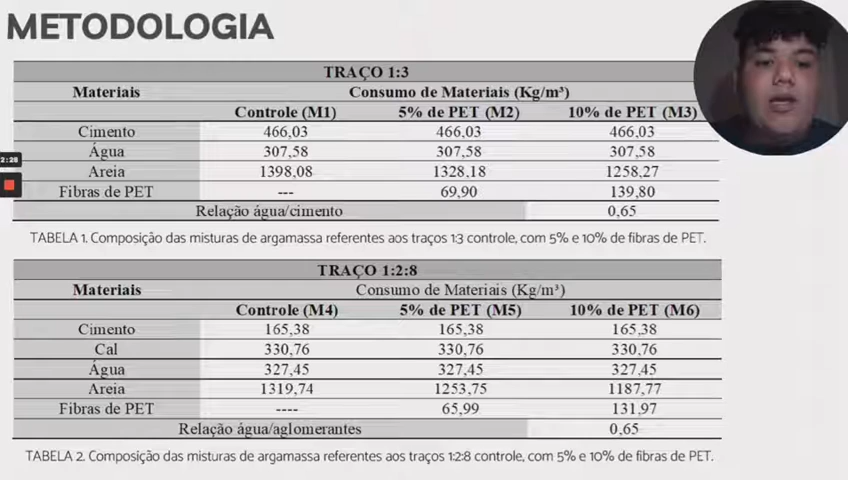 METODOLOGIA
TRAÇO 1:3
Materiais Consumo de Materiais (Kg/m³)
Controle (M1) 5% de PET (M2) 10% de PET (M3)
Cimento 466,03 466,03 466,03
Água 307,58 307,58 307,58
2:28
Areia 1398,08 1328,18 1258,27
Fibras de PET --- 69,90 139,80
Relação água/cimento 0,65
TABELA 1. Composição das misturas de argamassa referentes aos traços 1:3 controle, com 5% e 10% de fibras de PET.
TRAÇO 1:2:8
Materiais Consumo de Materiais (Kg/m³)
Controle (M4) 5% de PET (M5) 10% de PET (M6)
Cimento 165,38 165,38 165,38
Cal 330,76 330,76 330,76
Água 327,45 327,45 327,45
Areia 1319,74 1253,75 1187,77
Fibras de PET ---- 65,99 131,97
Relação água/aglomerantes 0,65
TABELA 2. Composição das misturas de argamassa referentes aos traços 1:2:8 controle, com 5% e 10% de fibras de PET.